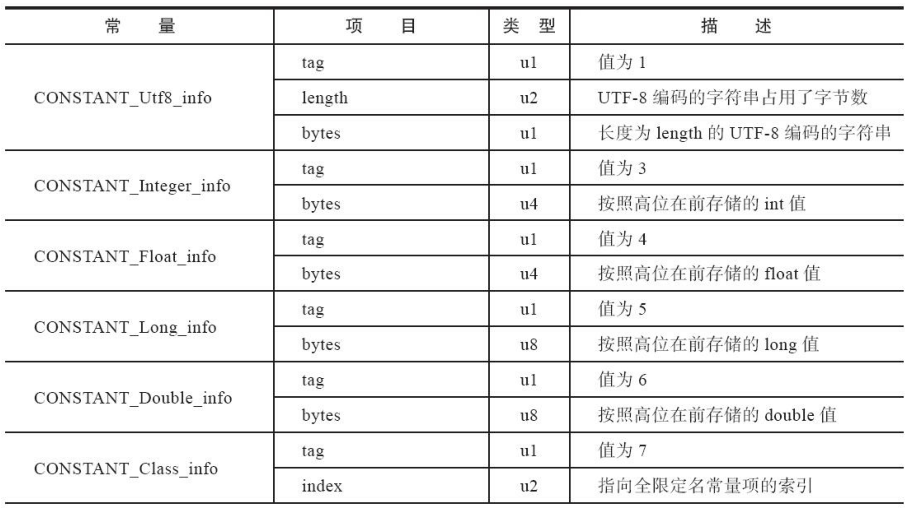 常 量 项 目 类 型 描 述
CONSTANT_Utf8_info
tag u1 值为 1
length u2 UTF-8 编码的字符串占用了字节数
bytes u1 长度为 length 的 UTF-8 编码的字符串
CONSTANT_Integer_info
tag u1 值为 3
bytes u4 按照高位在前存储的 int 值
CONSTANT_Float_info
tag u1 值为 4
bytes u4 按照高位在前存储的 float 值
CONSTANT_Long_info
tag u1 值为 5
bytes u8 按照高位在前存储的 long 值
CONSTANT_Double_info
tag u1 值为 6
bytes u8 按照高位在前存储的 double 值
CONSTANT_Class_info
tag u1 值为 7
index u2 指向全限定名常量项的索引